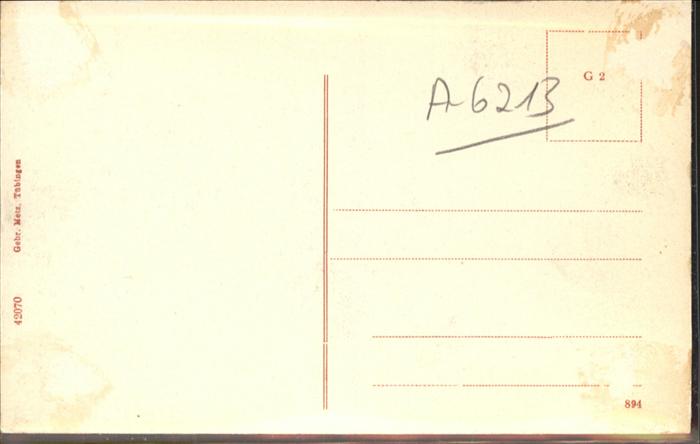 G 2
A6213
Gebr. Metz, Tübingen
42070
894